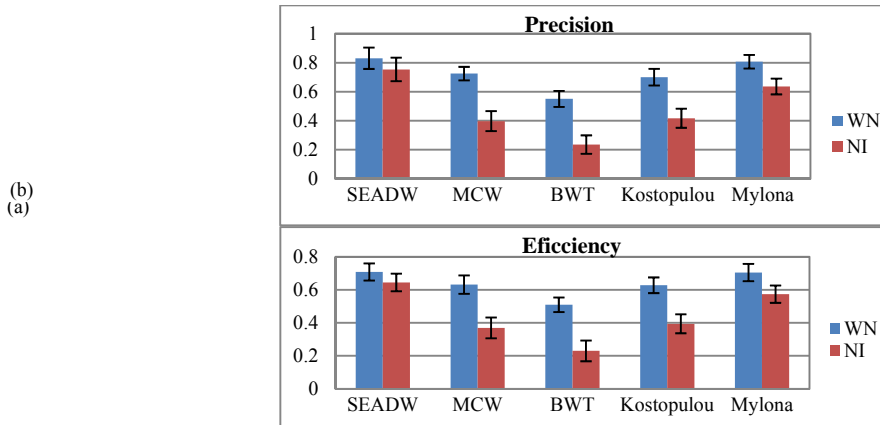 Precision
1
0.8
0.6
0.4
0.2
0
SEADW MCW BWT Kostopulou Mylona
WN
NI
(b)
(a)
Eficciency
0.8
0.6
0.4
0.2
0
SEADW MCW BWT Kostopulou Mylona
WN
NI